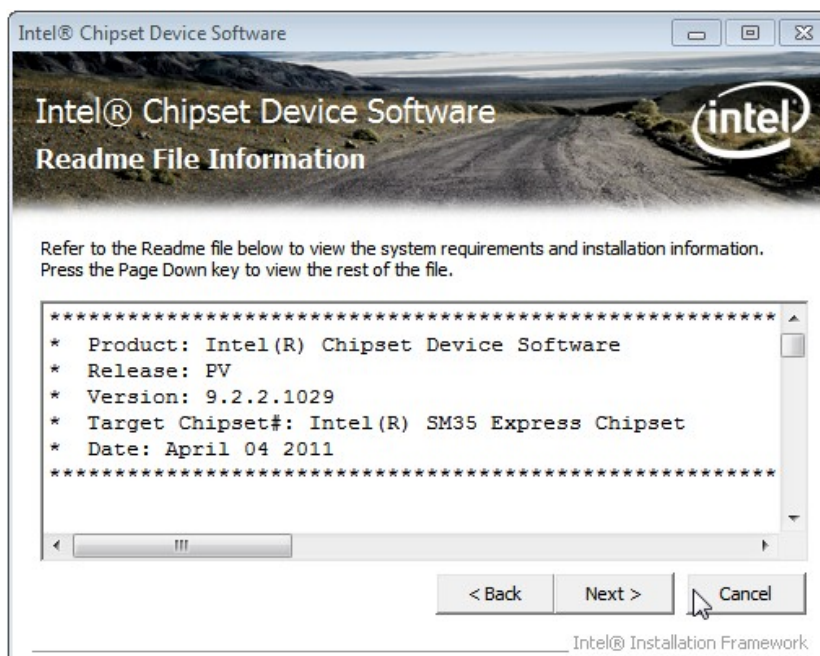 Intel® Chipset Device Software
Intel® Chipset Device Software
intel
Readme File Information
Refer to the Readme file below to view the system requirements and installation information.
Press the Page Down key to view the rest of the file.
************************************************************
*  Product: Intel(R) Chipset Device Software
*  Release: PV
*  Version: 9.2.2.1029
*  Target Chipset#: Intel(R) SM35 Express Chipset
*  Date: April 04 2011
************************************************************
< Back
Next >
Cancel
Intel® Installation Framework